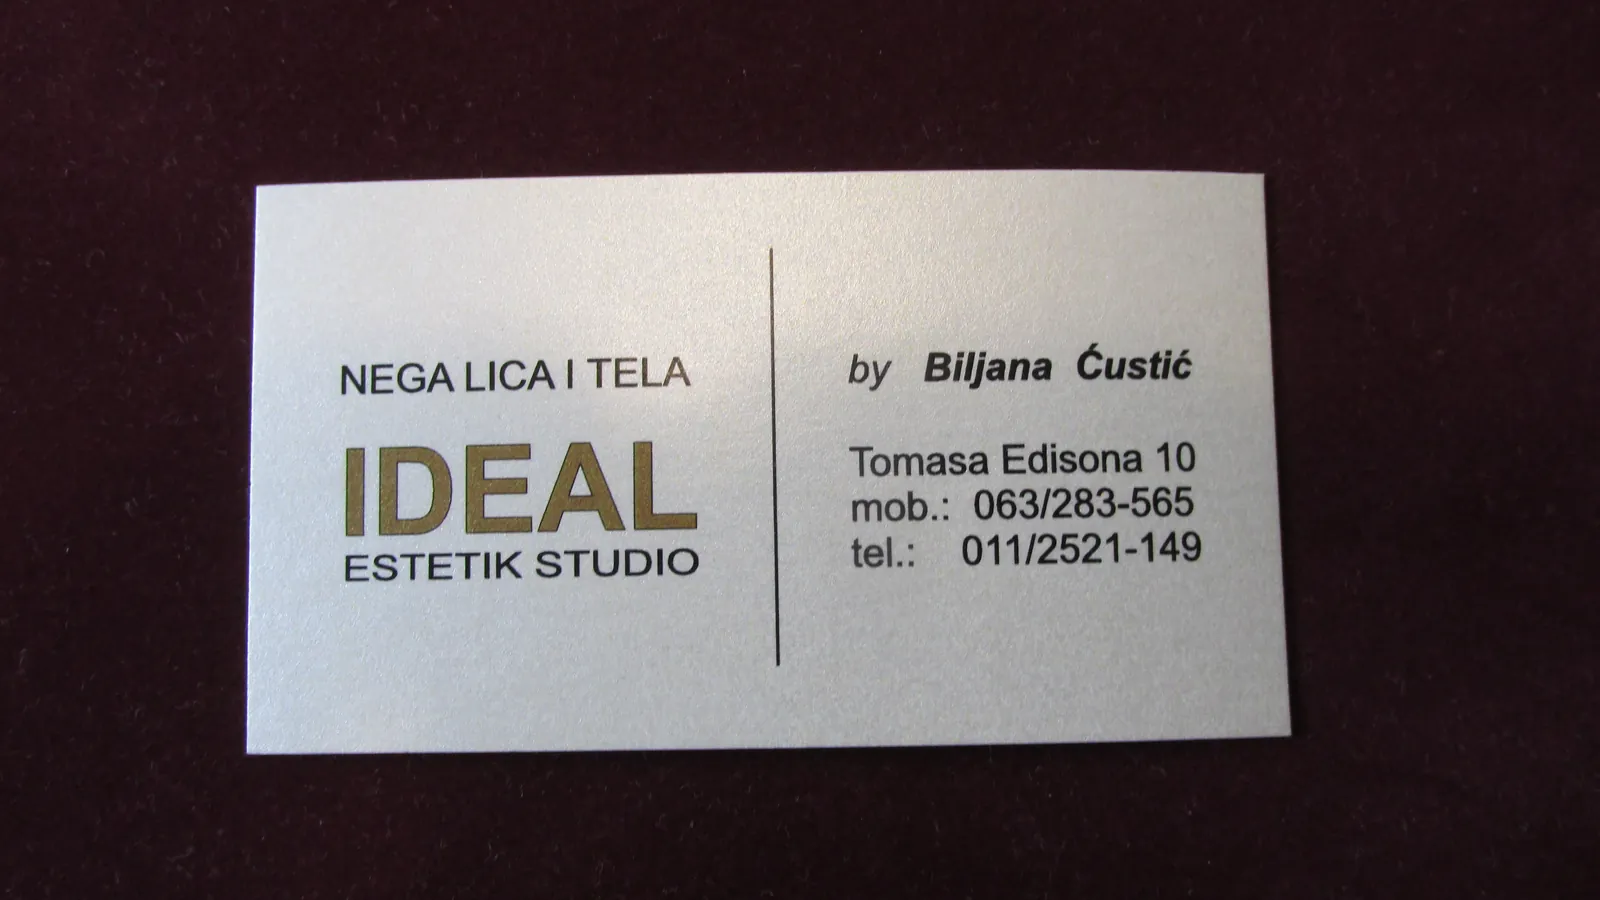 NEGA LICA I TELA
IDEAL
ESTETIK STUDIO
by Biljana Ćustić
Tomasa Edisona 10
mob.: 063/283-565
tel.: 011/2521-149